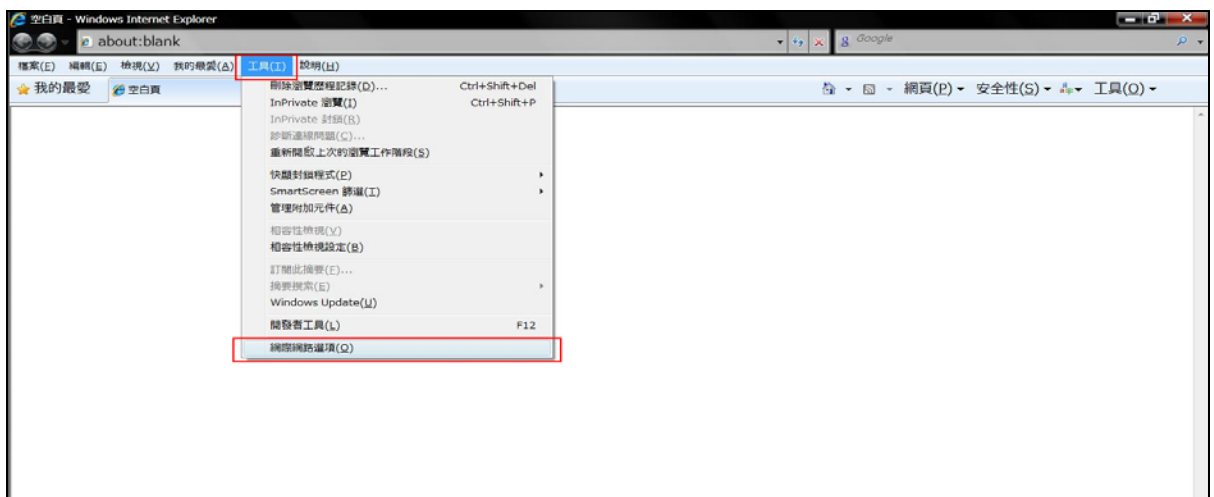 空白頁 - Windows Internet Explorer
about:blank
Google
檔案(F) 編輯(E) 檢視(V) 我的最愛(A) 工具(T) 說明(H)
我的最愛 空白頁 網頁(P) 安全性(S) 工具(O)
刪除瀏覽歷程記錄(D)... Ctrl+Shift+Del
InPrivate 瀏覽(I) Ctrl+Shift+P
InPrivate 封鎖(R)
診斷連線問題(C)...
重新開啟上次的瀏覽工作階段(S)
快顯封鎖程式(P)
SmartScreen 篩選(T)
管理附加元件(A)
相容性檢視(V)
相容性檢視設定(B)
訂閱此摘要(F)...
摘要搜索(E)
Windows Update(U)
開發者工具(L) F12
網際網路選項(O)